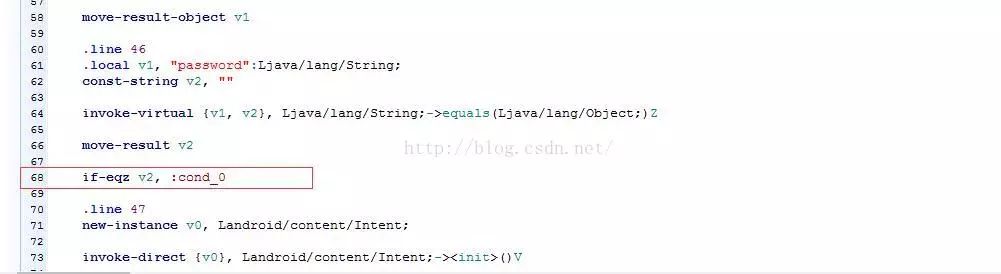 57
58 move-result-object v1
59
60 .line 46
61 .local v1, "password":Ljava/lang/String;
62 const-string v2, ""
63
64 invoke-virtual {v1, v2}, Ljava/lang/String;->equals(Ljava/lang/Object;)Z
65
66 move-result v2
http://blog.csdn.net/
67
68 if-eqz v2, :cond_0
69
70 .line 47
71 new-instance v0, Landroid/content/Intent;
72
73 invoke-direct {v0}, Landroid/content/Intent;-><init>()V